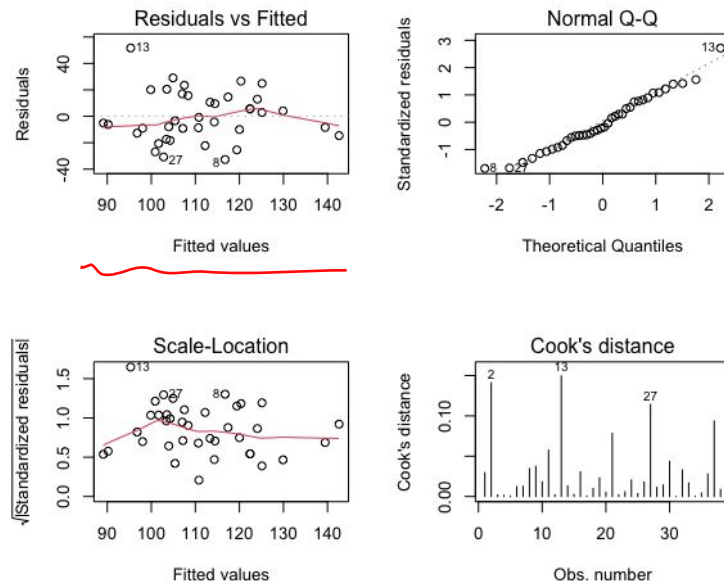 Residuals vs Fitted
Residuals
-40 0 40
13
27
8
90 100 110 120 130 140
Fitted values
Normal Q-Q
Standardized residuals
-1 0 1 2 3
13
8
27
-2 -1 0 1 2
Theoretical Quantiles
Scale-Location
√|Standardized residuals|
0.0 0.5 1.0 1.5
13
27
8
90 100 110 120 130 140
Fitted values
Cook's distance
Cook's distance
0.00 0.10
2
13
27
0 10 20 30
Obs. number